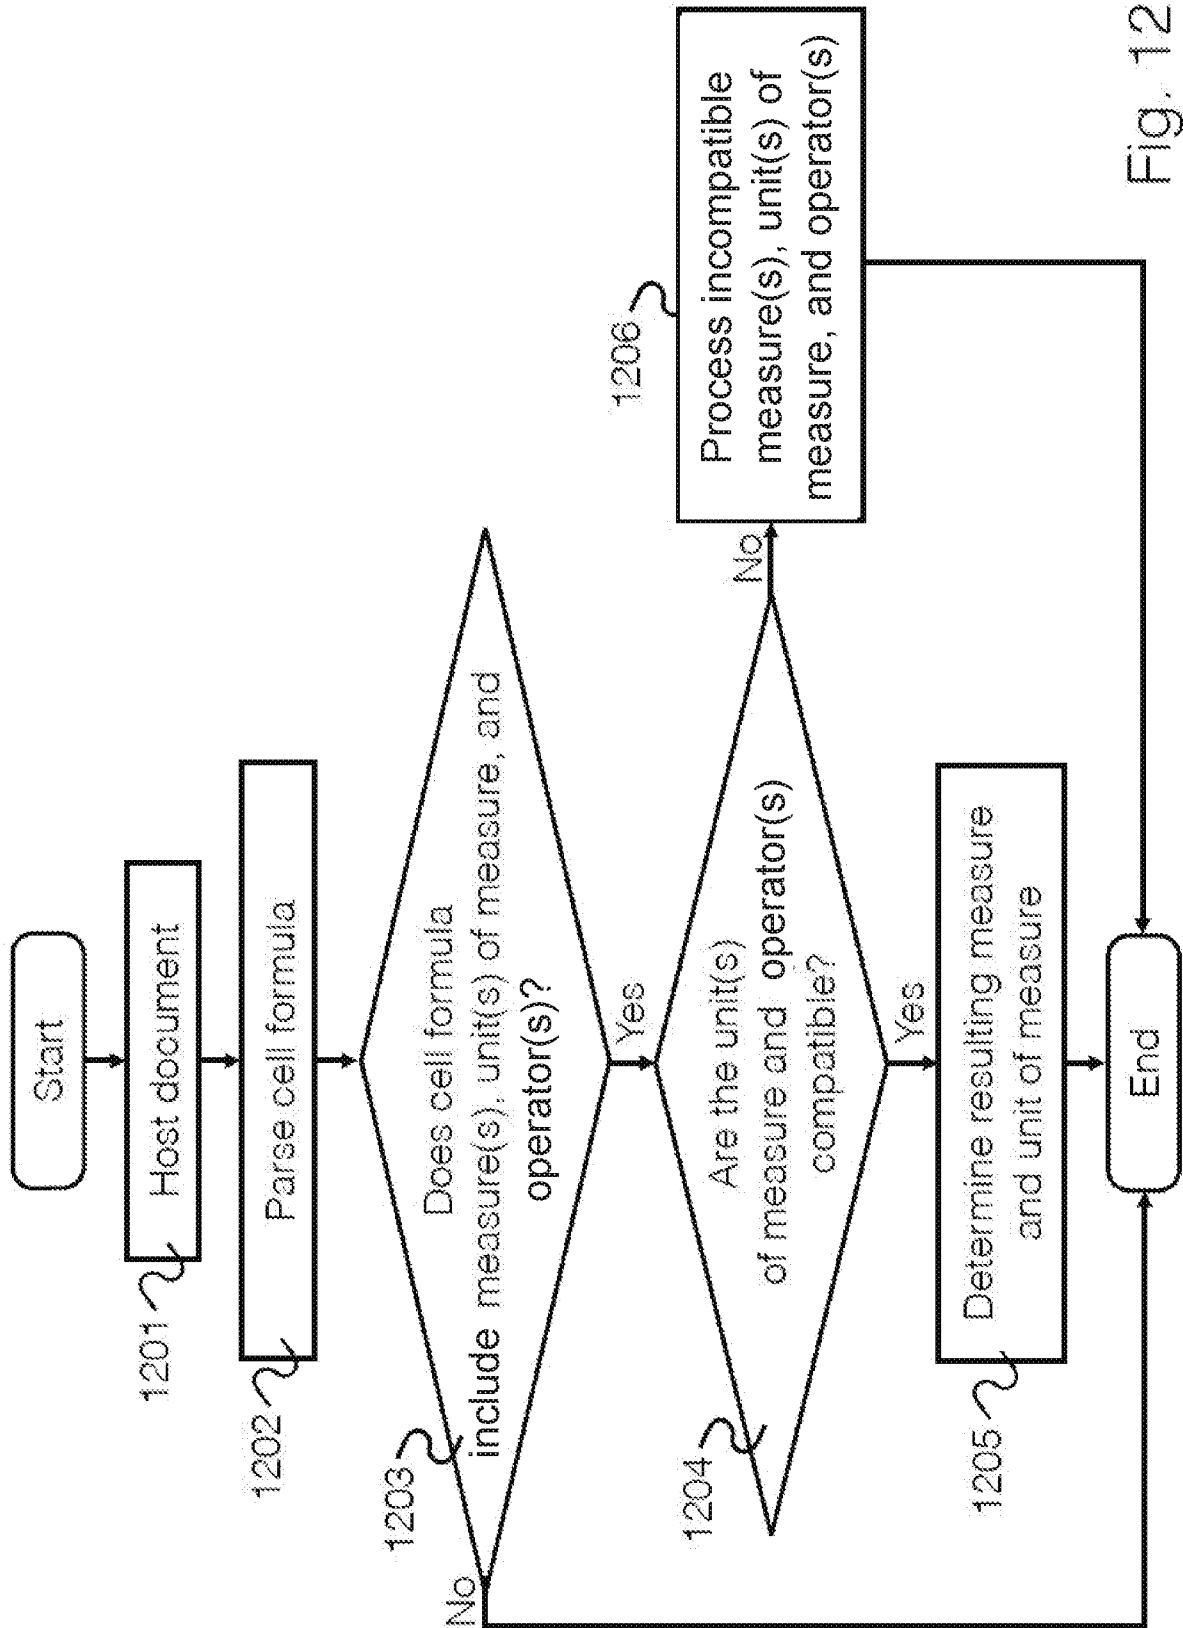 Start
1201
Host document
1202
Parse cell formula
1203
Does cell formula
include measure(s), unit(s) of measure, and
operator(s)?
No
Yes
1204
Are the unit(s)
of measure and operator(s)
compatible?
No
Yes
1206
Process incompatible
measure(s), unit(s) of
measure, and operator(s)
1205
Determine resulting measure
and unit of measure
End
Fig. 12